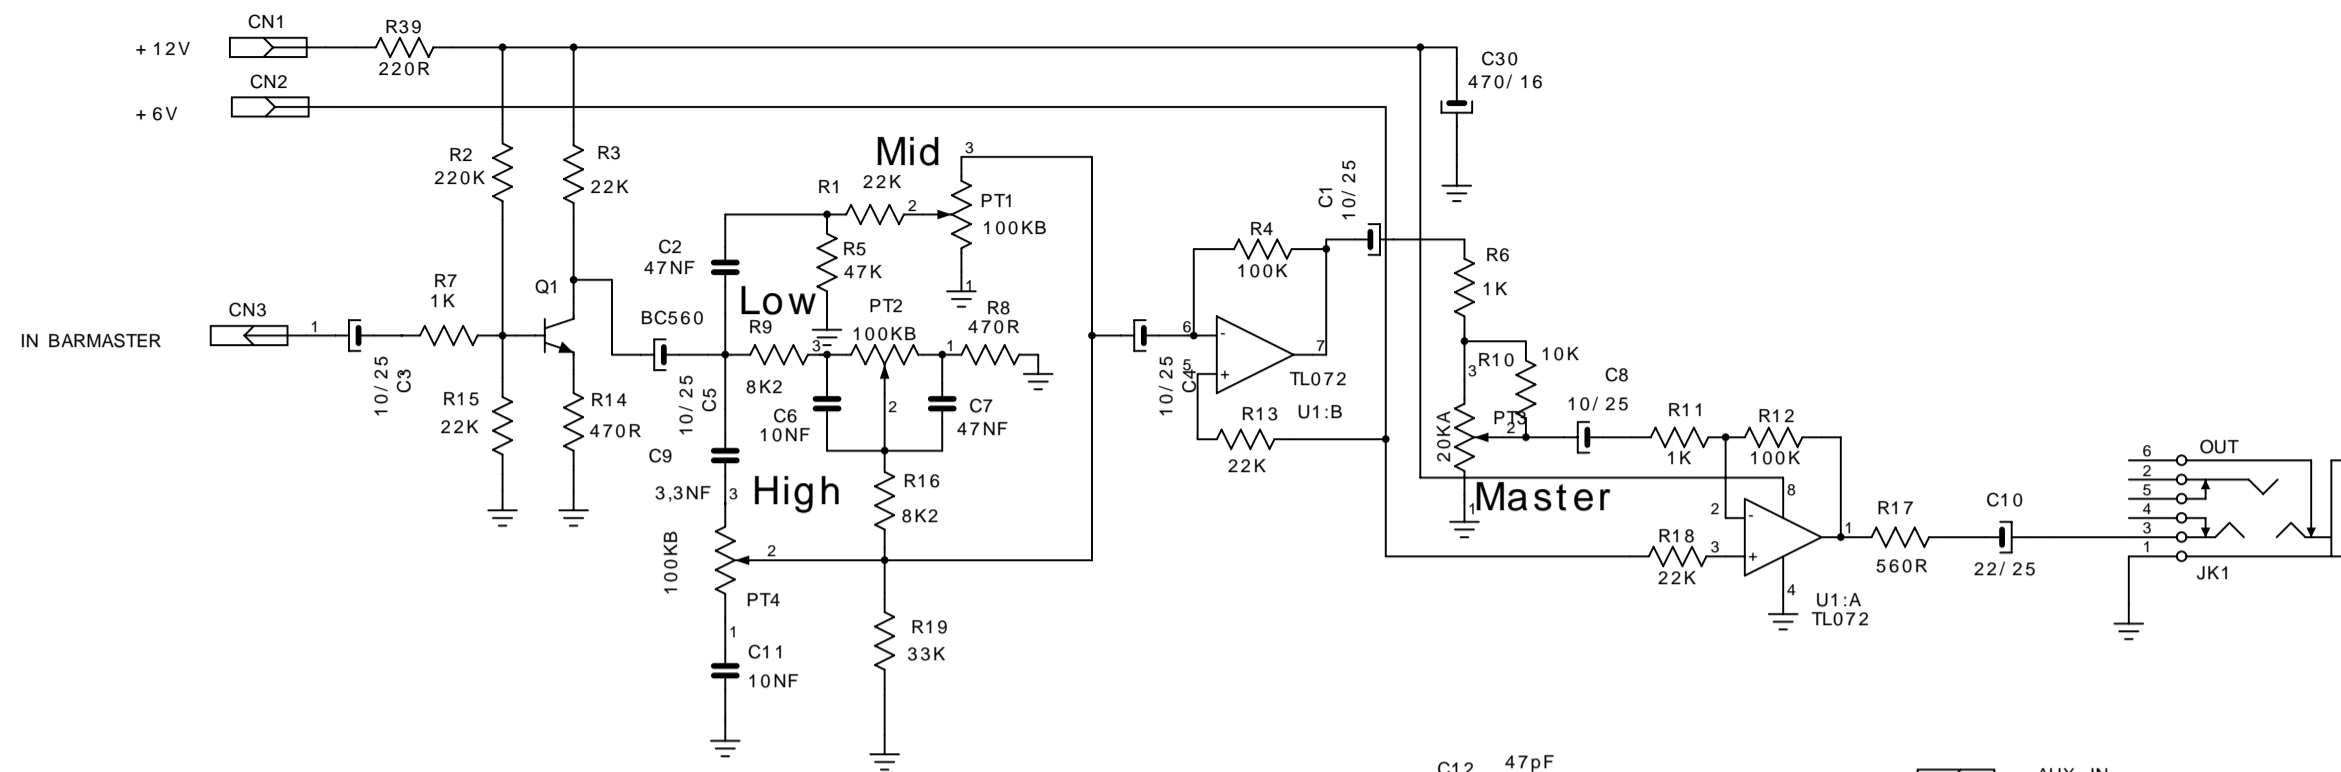 CN1
+12V
R39
220R
CN2
+6V
C30
470/16
R2
220K
R3
22K
Mid
3
R1
22K
2
PT1
100KB
1
C1
10/25
C2
47NF
R5
47K
R4
100K
R6
1K
Low
PT2
100KB
R8
470R
R7
1K
Q1
BC560
CN3
IN BARMASTER
1
R9
8K2
3
1
2
6
-
5
+
7
TL072
U1:B
10/25
C3
10/25
C5
10/25
C4
R10
10K
3
C6
10NF
C7
47NF
R15
22K
R14
470R
R13
22K
20KA
PT3
2
C8
10/25
R11
1K
R12
100K
C9
3,3NF
3
High
R16
8K2
1
Master
8
2
-
R18
22K
3
+
1
4
U1:A
TL072
R17
560R
C10
22/25
6
OUT
2
5
4
3
1
JK1
100KB
2
PT4
1
C11
10NF
R19
33K
C12
47pF
AUX IN